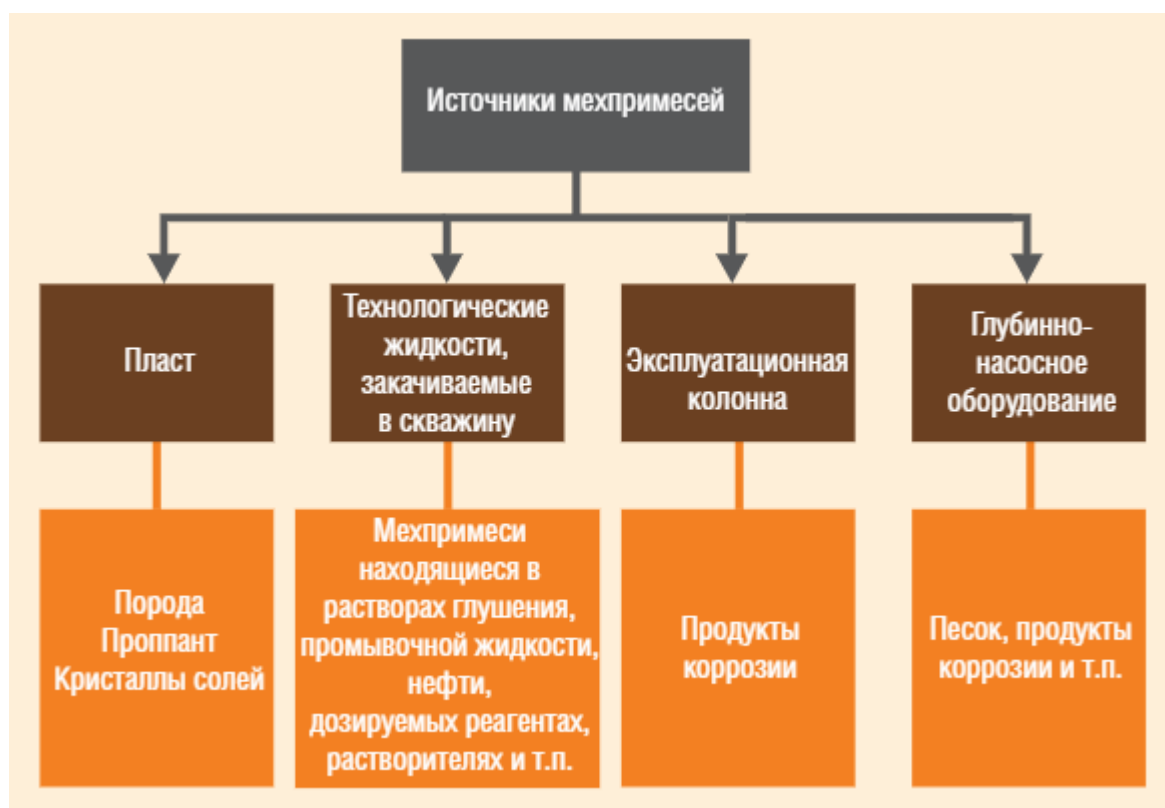 Источники мехпримесей
Пласт
Технологические
жидкости,
закачиваемые
в скважину
Эксплуатационная
колонна
Глубинно-
насосное
оборудование
Порода
Проппант
Кристаллы солей
Мехпримеси
находящиеся в
растворах глушения,
промывочной жидкости,
нефти,
дозируемых реагентах,
растворителях и т.п.
Продукты
коррозии
Песок, продукты
коррозии и т.п.